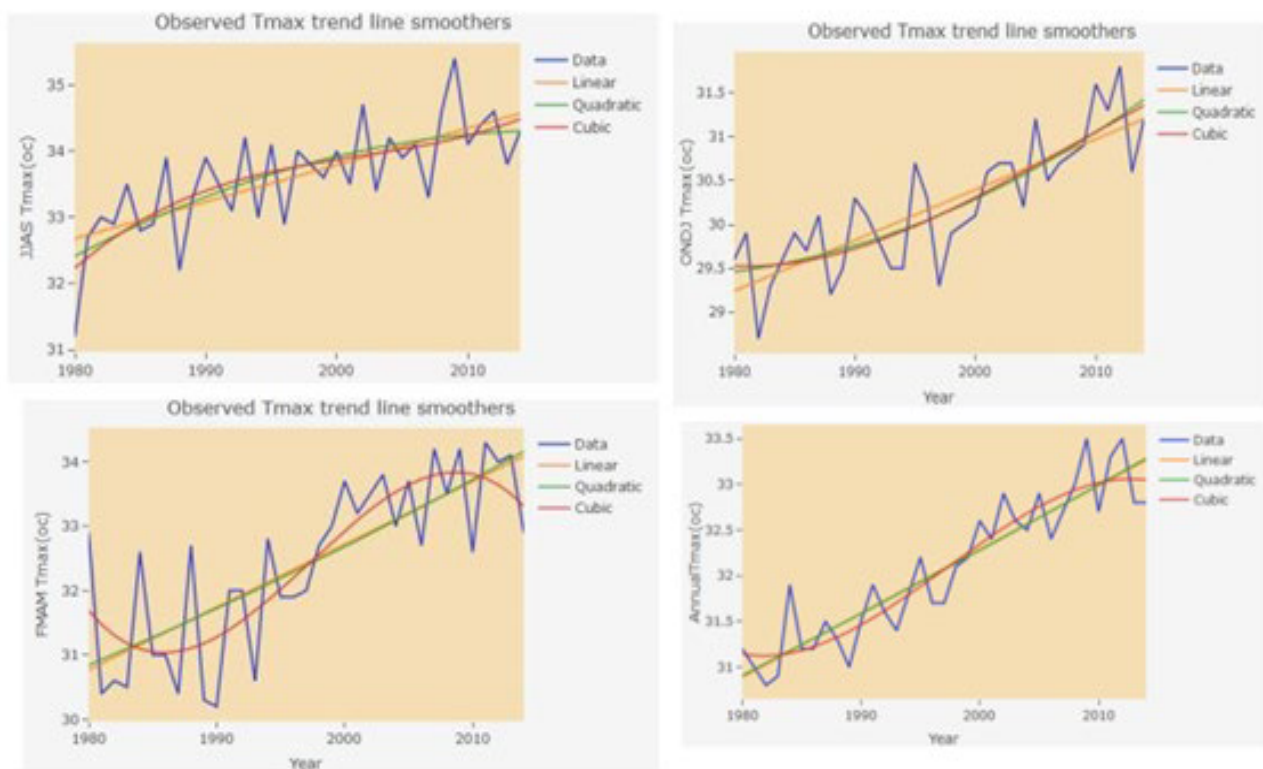 Observed Tmax trend line smoothers
JJAS Tmax(oc)
35
34
33
32
31
1980
1990
2000
2010
Data
Linear
Quadratic
Cubic
Observed Tmax trend line smoothers
ONDJ Tmax(oc)
31.5
31
30.5
30
29.5
29
1980
1990
2000
2010
Year
Data
Linear
Quadratic
Cubic
Observed Tmax trend line smoothers
FMAM Tmax(oc)
34
33
32
31
30
1980
1990
2000
2010
Year
Data
Linear
Quadratic
Cubic
AnnualTmax(oc)
33.5
33
32.5
32
31.5
31
1980
1990
2000
2010
Year
Data
Linear
Quadratic
Cubic